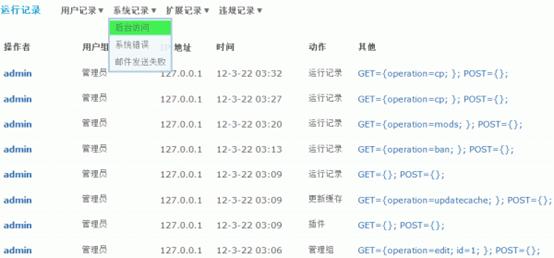 运行记录 用户记录▼ 系统记录▼ 扩展记录▼ 违规记录▼
后台访问
系统错误
邮件发送失败
操作者 用户组 地址 时间 动作 其他
admin 管理员 127.0.0.1 12-3-22 03:32 运行记录 GET={operation=cp; }; POST={};
admin 管理员 127.0.0.1 12-3-22 03:27 运行记录 GET={operation=cp; }; POST={};
admin 管理员 127.0.0.1 12-3-22 03:20 运行记录 GET={operation=mods; }; POST={};
admin 管理员 127.0.0.1 12-3-22 03:13 运行记录 GET={operation=ban; }; POST={};
admin 管理员 127.0.0.1 12-3-22 03:09 运行记录 GET={}; POST={};
admin 管理员 127.0.0.1 12-3-22 03:09 更新缓存 GET={operation=updatecache; }; POST={};
admin 管理员 127.0.0.1 12-3-22 03:09 插件 GET={}; POST={};
admin 管理员 127.0.0.1 12-3-22 03:06 管理组 GET={operation=edit; id=1; }; POST={};